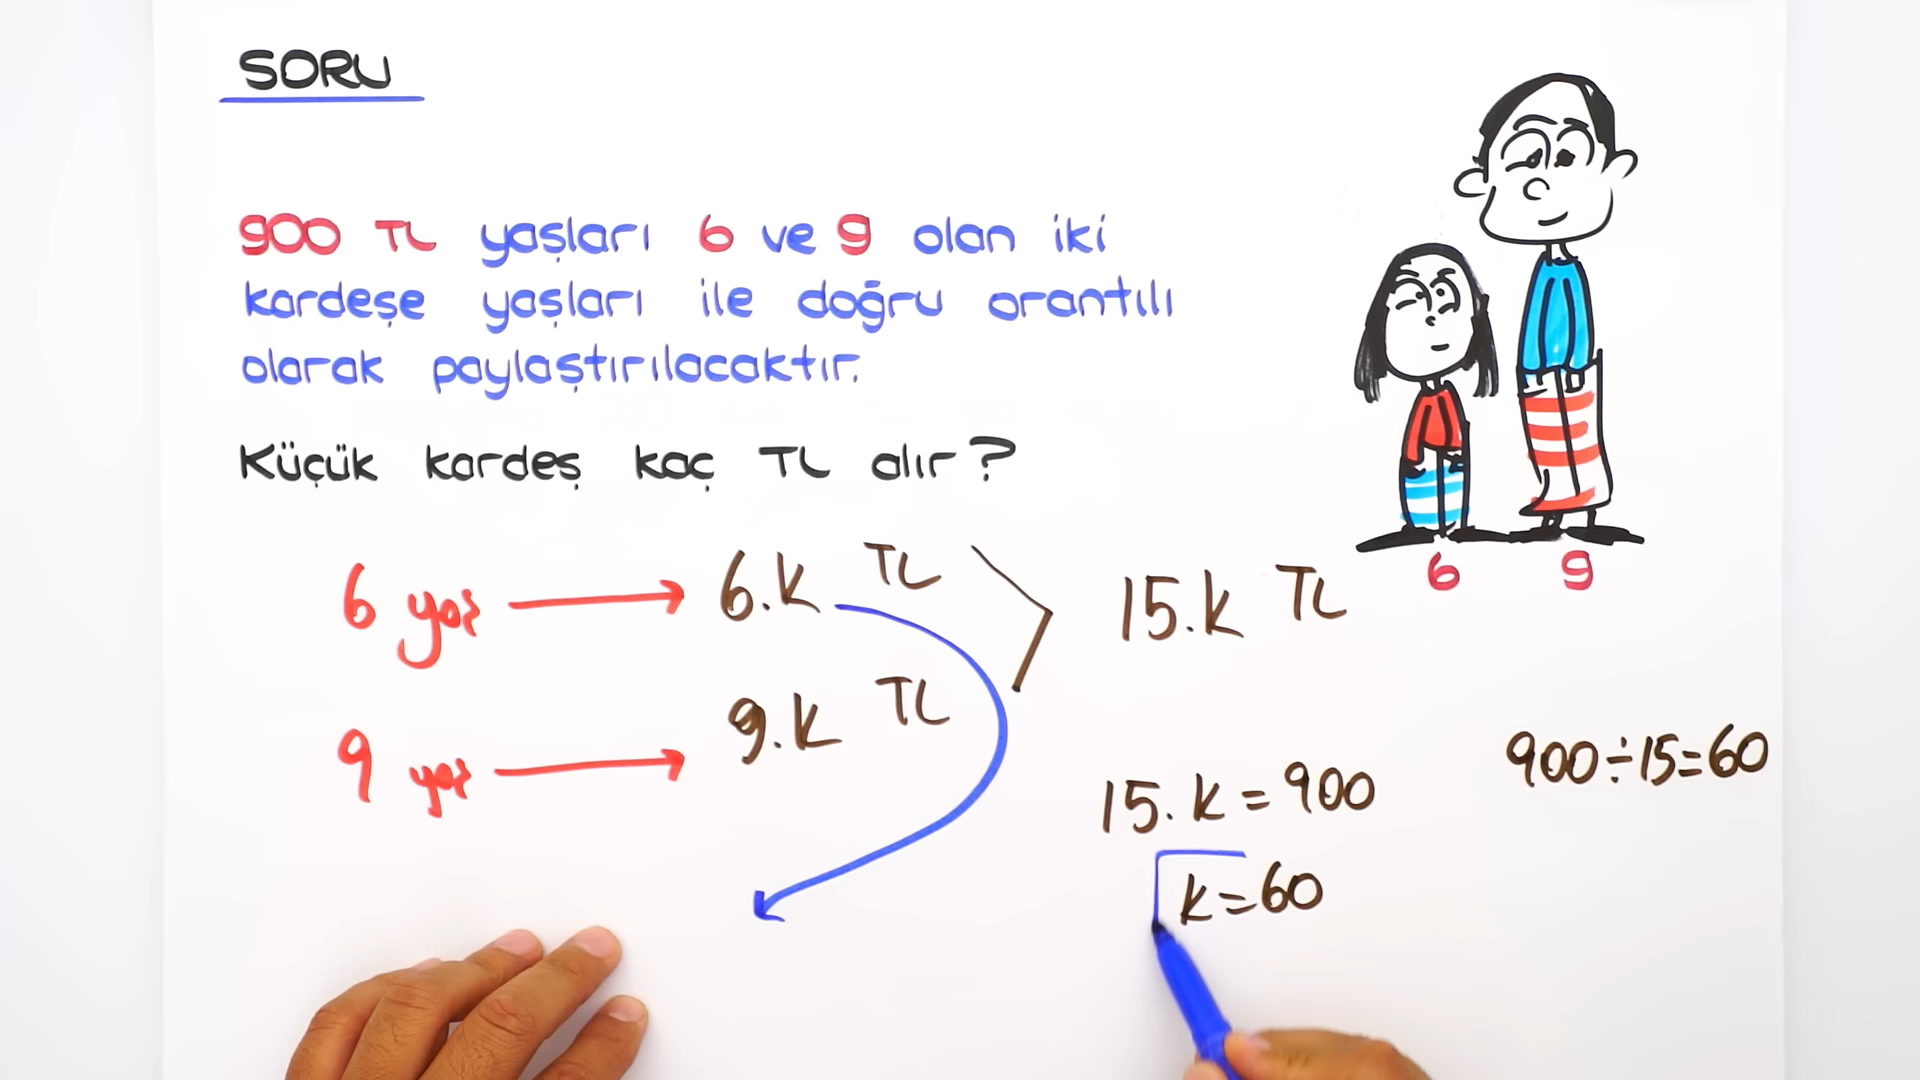 SORU
900 TL yaşları 6 ve 9 olan iki
kardeşe yaşları ile doğru orantılı
olarak paylaştırılacaktır.
Küçük kardeş kaç TL alır?
6 9
6 yaş 6.k TL 15.k TL
9 yaş 9.k TL
15.k=900 900÷15=60
k=60